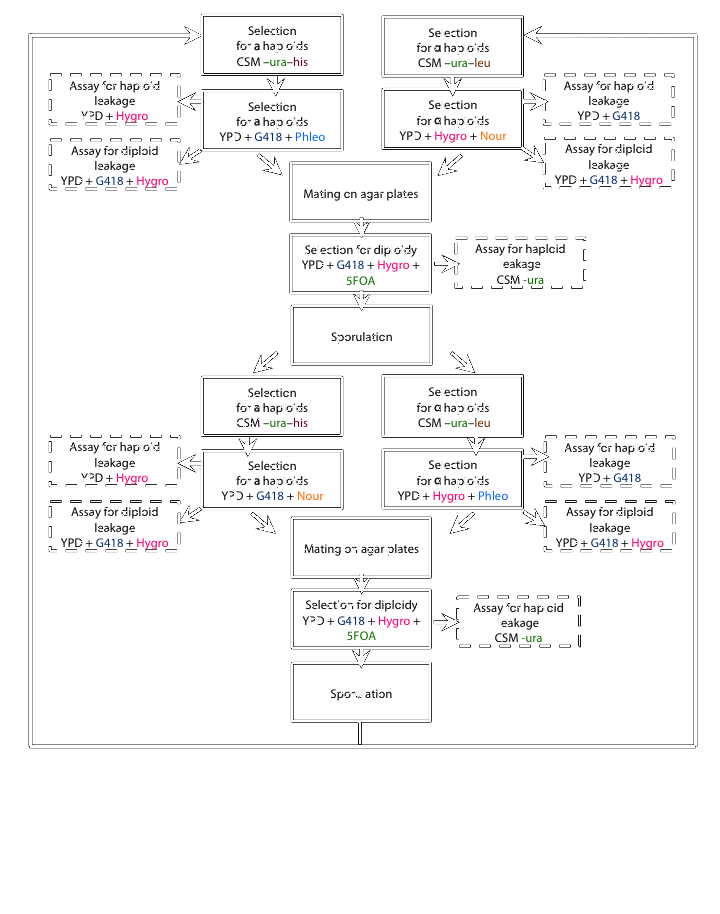 Selection
for a haploids
CSM –ura–his
Selection
for α haploids
CSM –ura–leu
Assay for haploid
leakage
YPD + Hygro
Selection
for a haploids
YPD + G418 + Phleo
Selection
for α haploids
YPD + Hygro + Nour
Assay for haploid
leakage
YPD + G418
Assay for diploid
leakage
YPD + G418 + Hygro
Assay for diploid
leakage
YPD + G418 + Hygro
Mating on agar plates
Selection for diploidy
YPD + G418 + Hygro +
5FOA
Assay for haploid
leakage
CSM -ura
Sporulation
Selection
for a haploids
CSM –ura–his
Selection
for α haploids
CSM –ura–leu
Assay for haploid
leakage
YPD + Hygro
Selection
for a haploids
YPD + G418 + Nour
Selection
for α haploids
YPD + Hygro + Phleo
Assay for haploid
leakage
YPD + G418
Assay for diploid
leakage
YPD + G418 + Hygro
Assay for diploid
leakage
YPD + G418 + Hygro
Mating on agar plates
Selection for diploidy
YPD + G418 + Hygro +
5FOA
Assay for haploid
leakage
CSM -ura
Sporulation